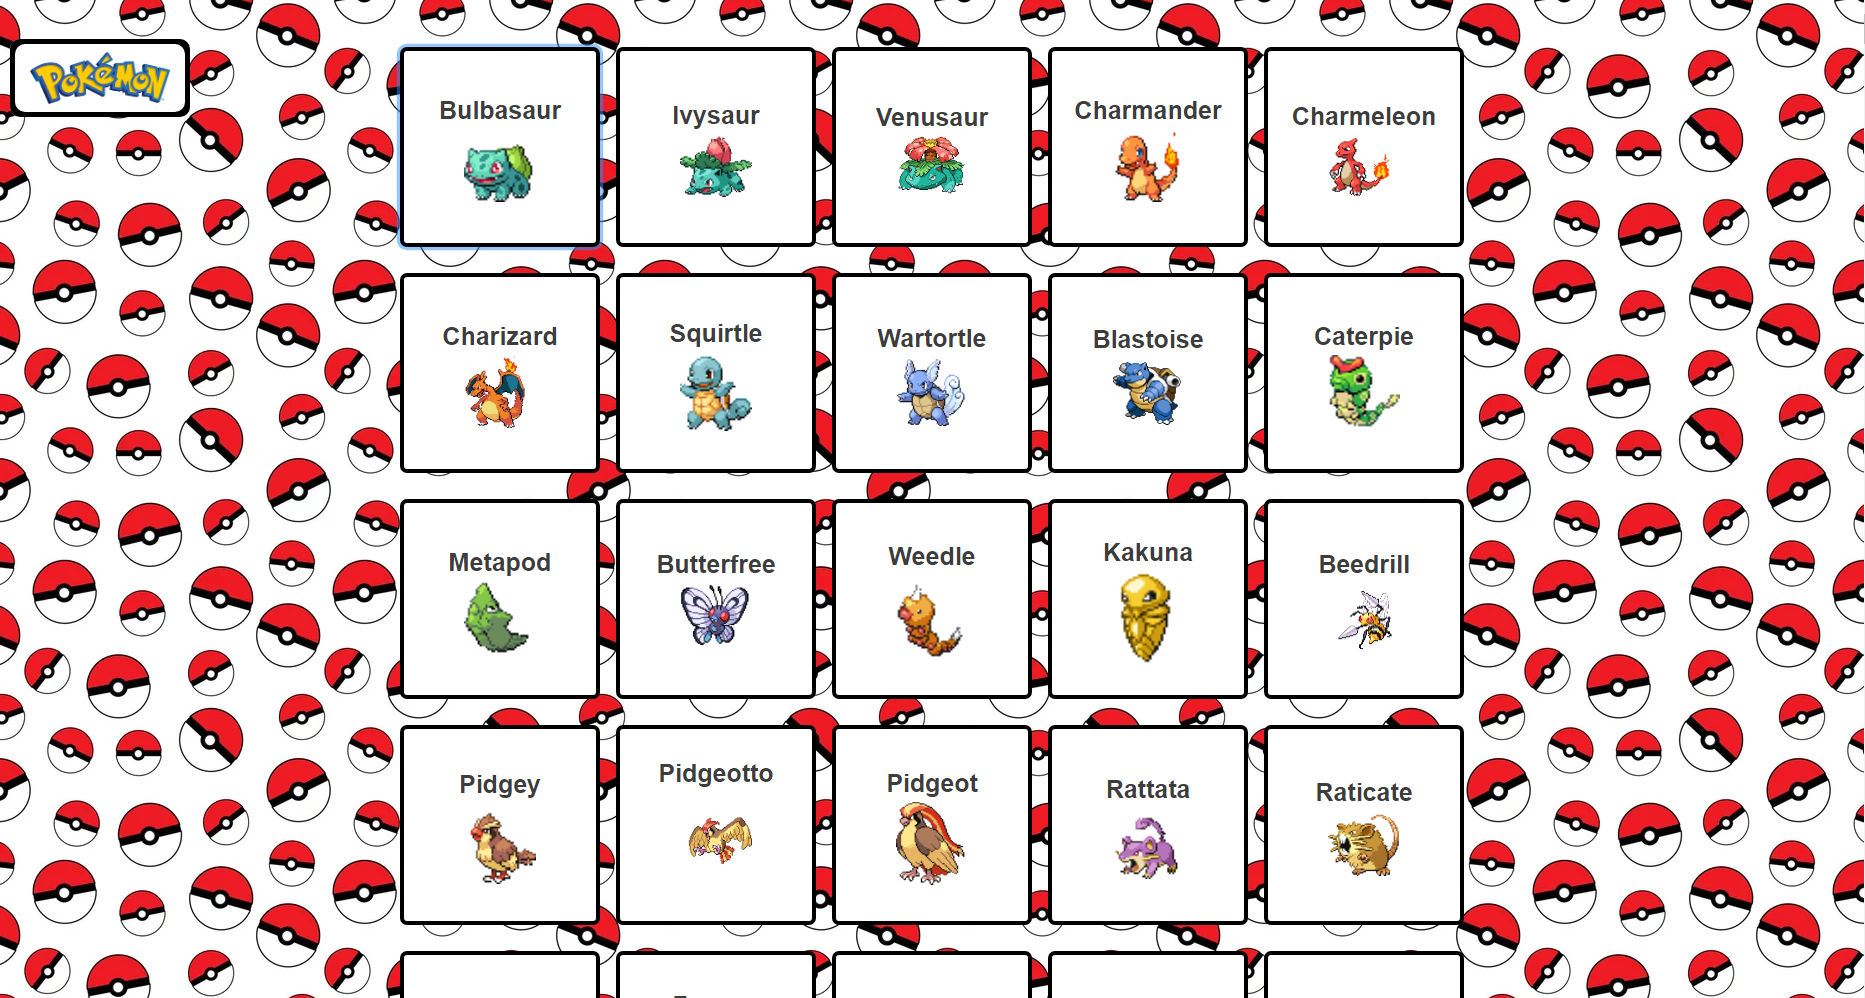 POKéMON
Bulbasaur
Ivysaur
Venusaur
Charmander
Charmeleon
Charizard
Squirtle
Wartortle
Blastoise
Caterpie
Metapod
Butterfree
Weedle
Kakuna
Beedrill
Pidgey
Pidgeotto
Pidgeot
Rattata
Raticate